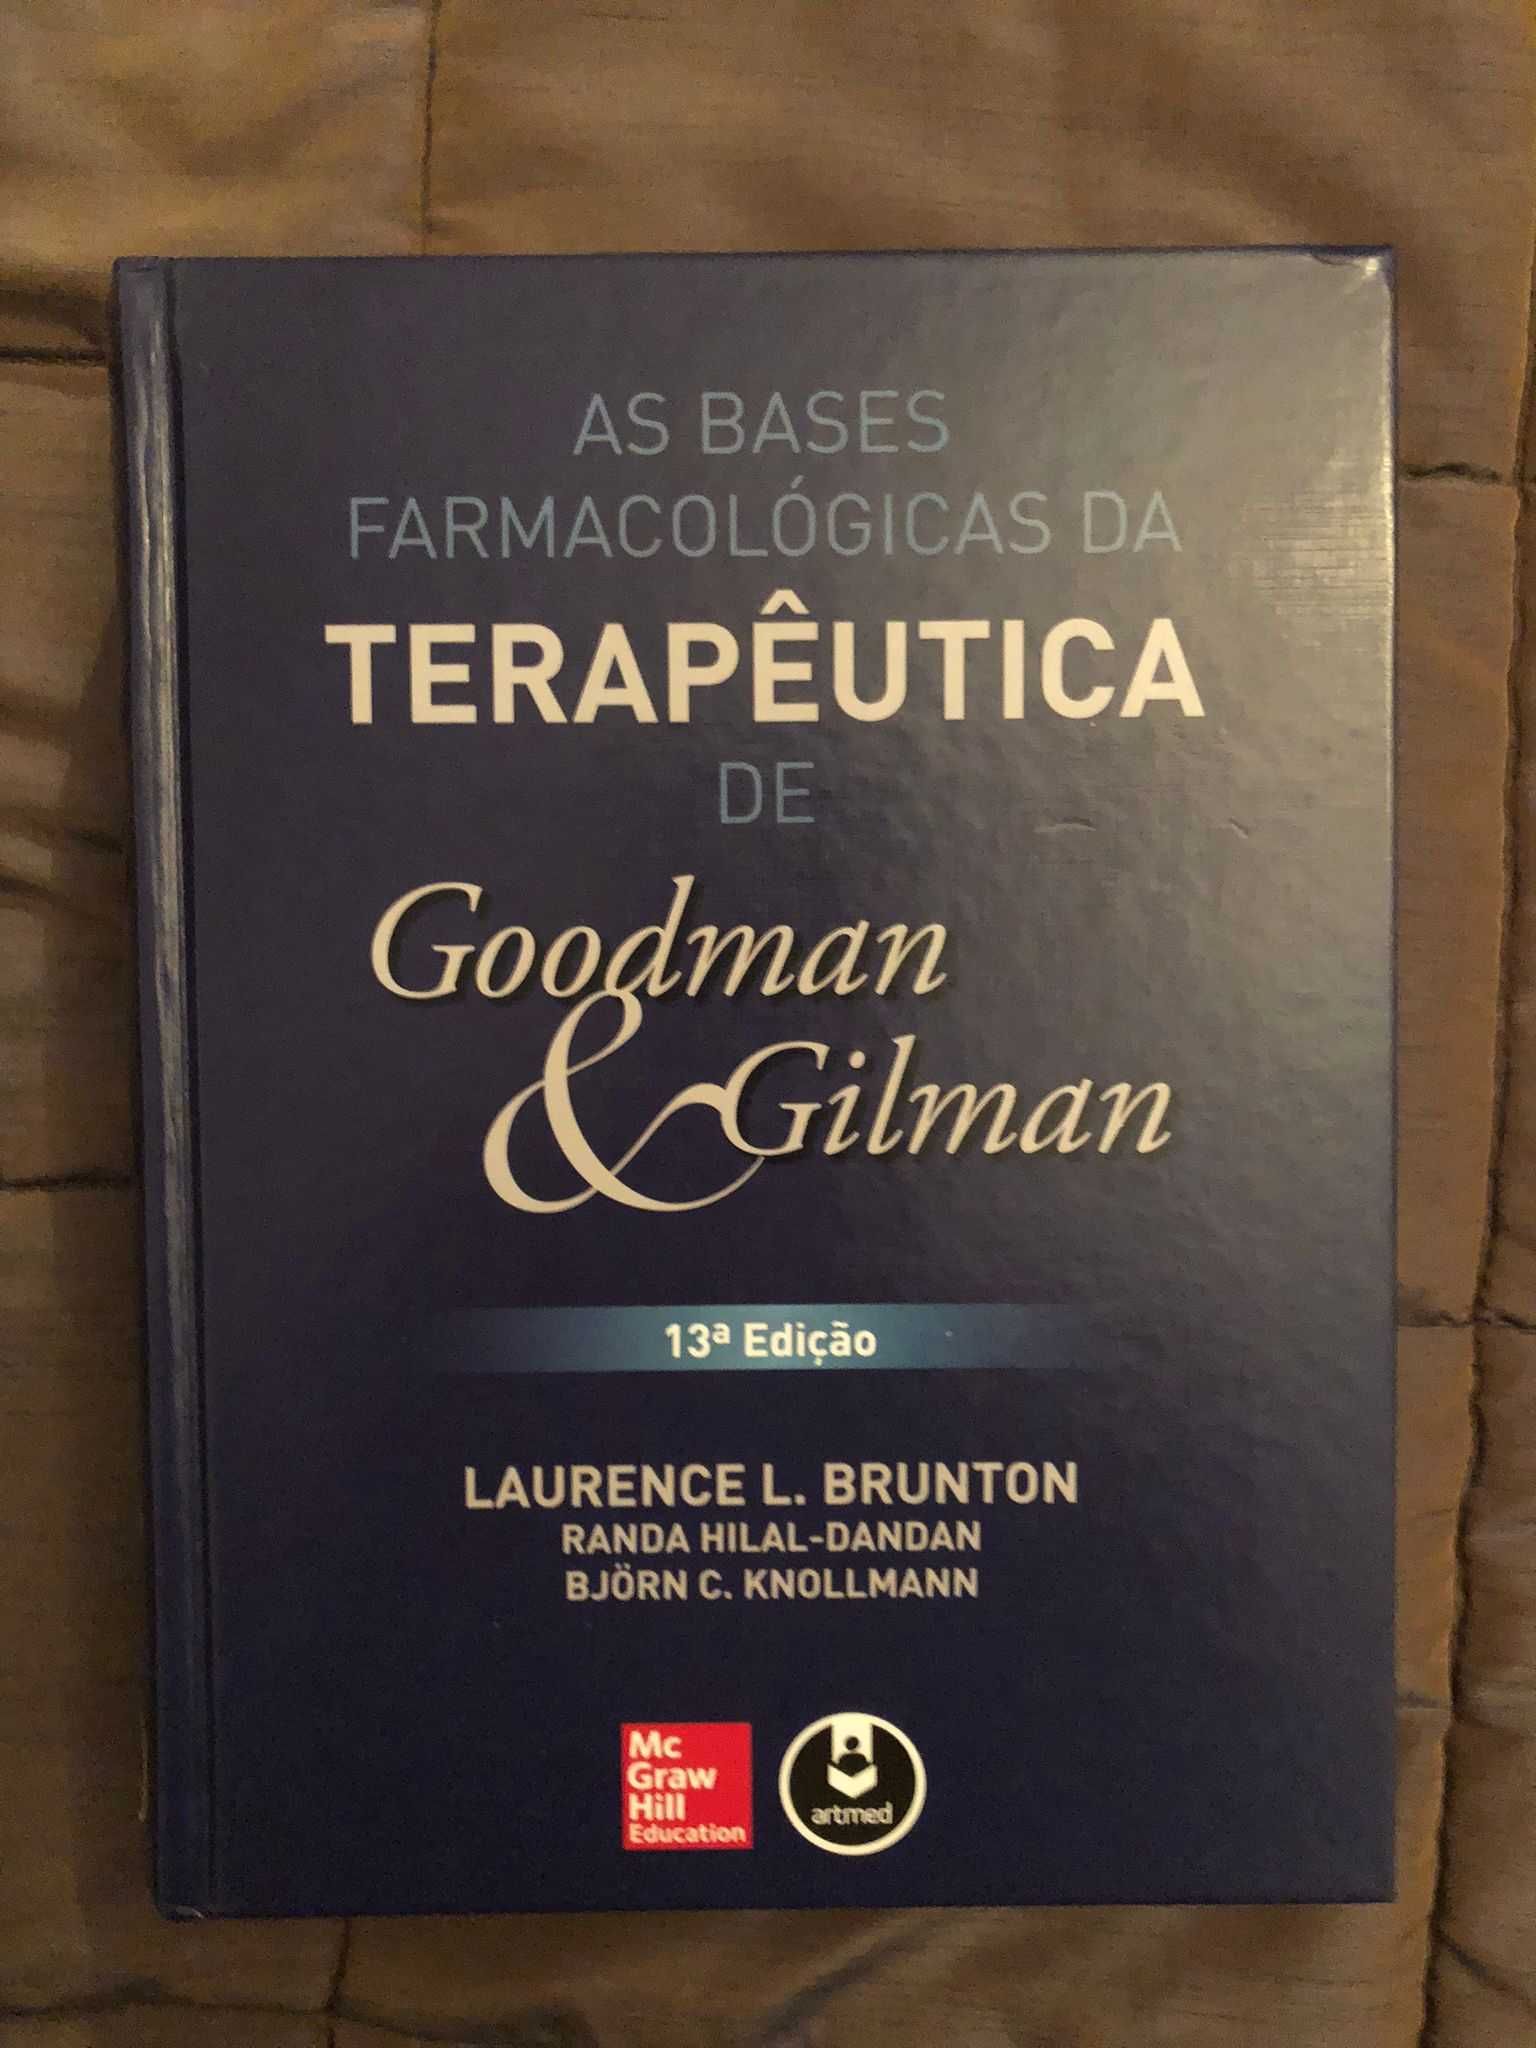 AS BASES
FARMACOLÓGICAS DA
TERAPÊUTICA
DE
Goodman
& Gilman
13ª Edição
LAURENCE L. BRUNTON
RANDA HILAL-DANDAN
BJÖRN C. KNOLLMANN
Mc
Graw
Hill
Education
artmed